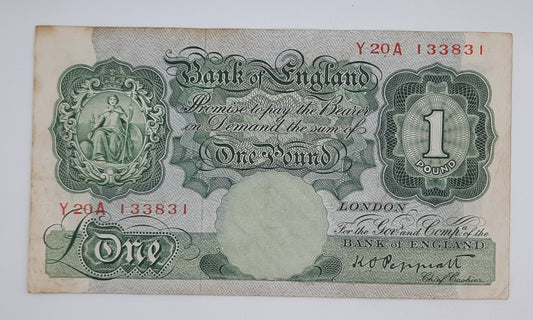 Y20A 133831
Bank of England
Promise to pay the Bearer
on Demand the sum of
One Pound
1
POUND
Y20A 133831
LONDON
For the Gov.r and Comp.a of the
BANK OF ENGLAND
£One
K O Peppiatt
Chief Cashier.